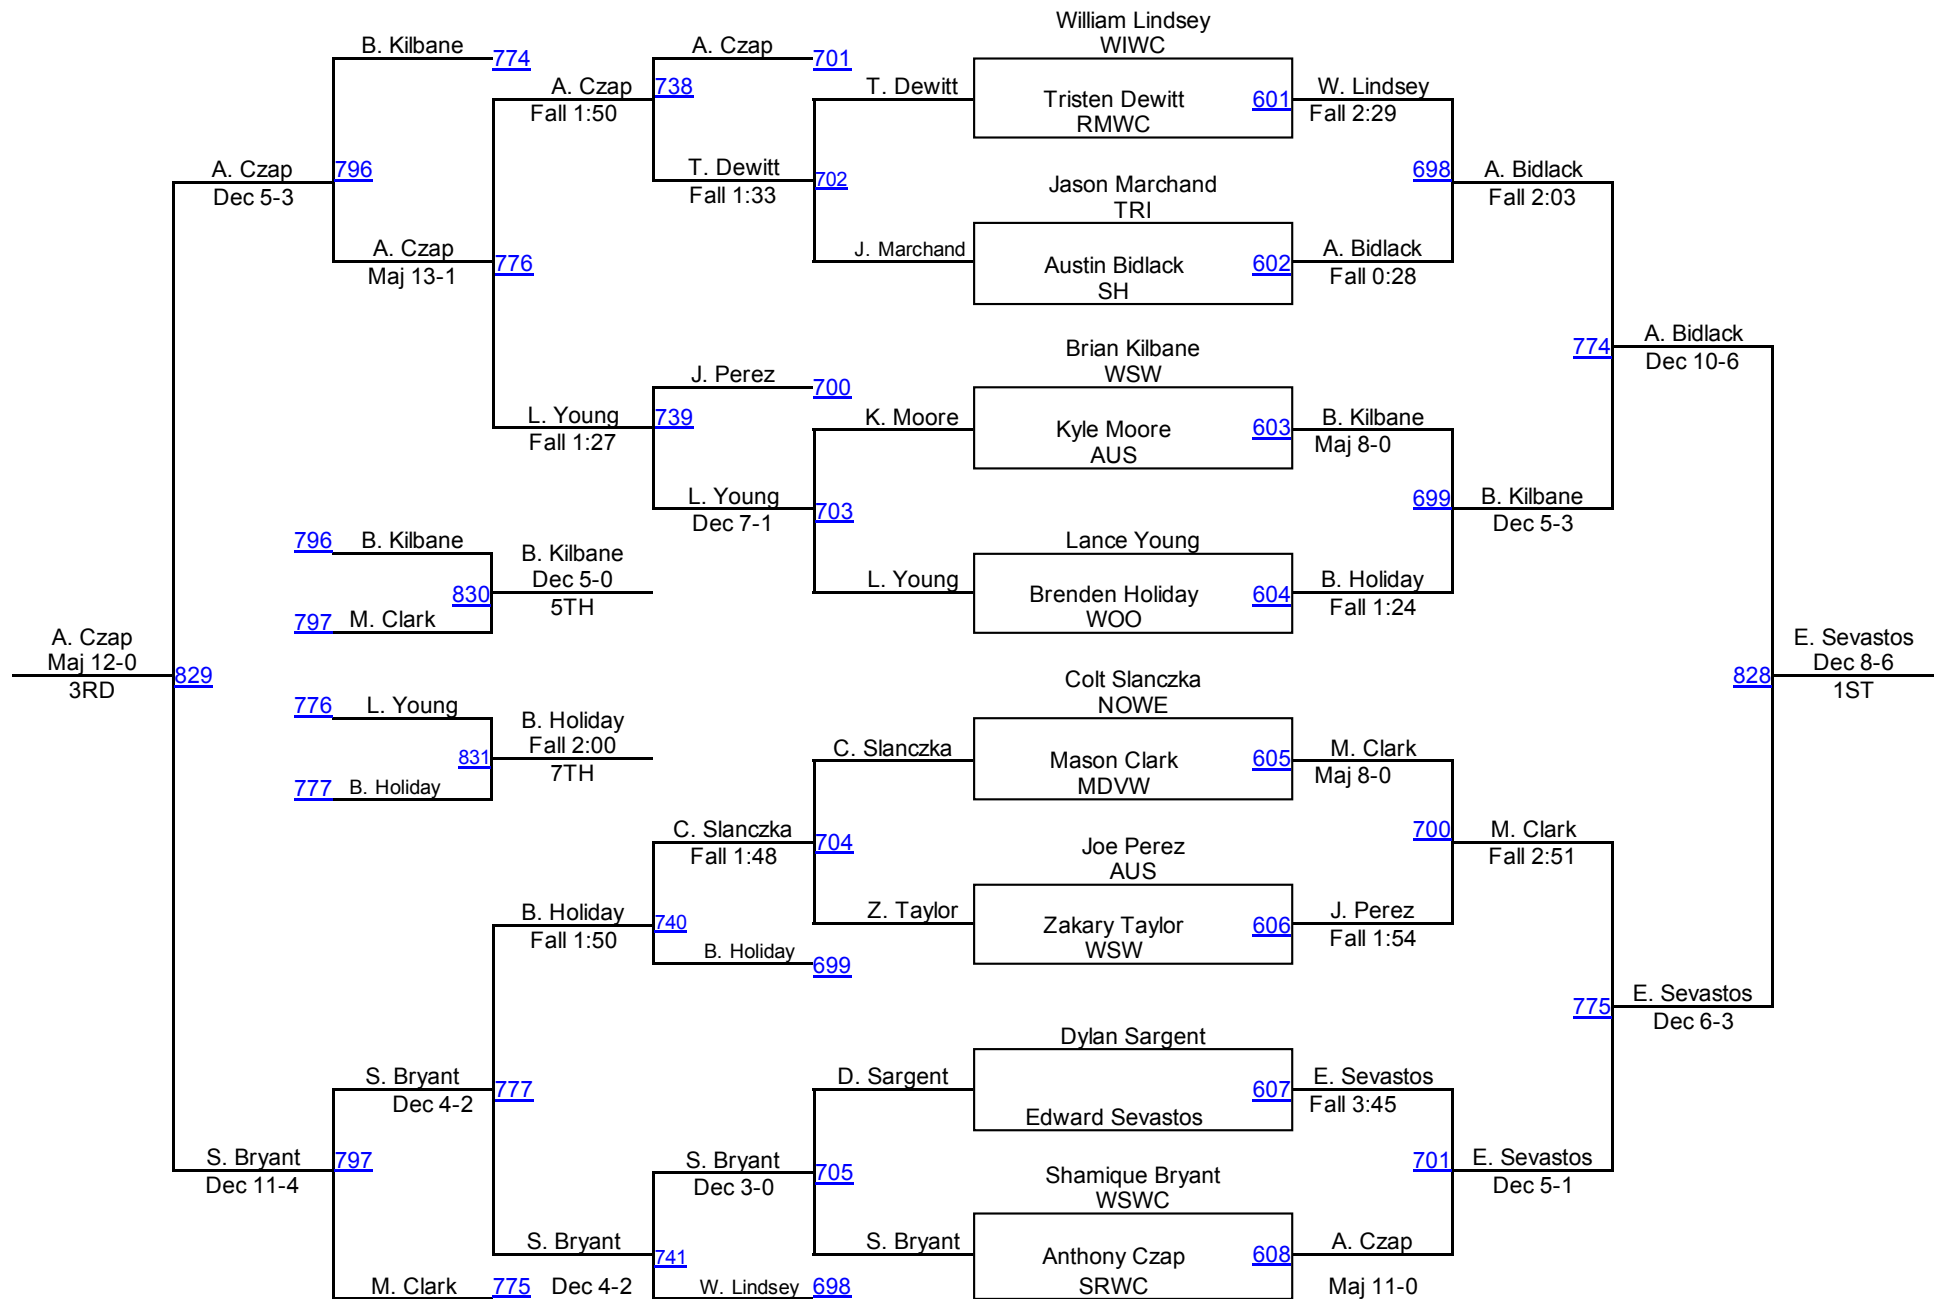 William Lindsey
WIWC
B. Kilbane
774
A. Czap
701
A. Czap
738
Fall 1:50
T. Dewitt
Tristen Dewitt
RMWC
601
W. Lindsey
Fall 2:29
A. Czap
Dec 5-3
796
T. Dewitt
Fall 1:33
702
Jason Marchand
TRI
698
A. Bidlack
Fall 2:03
A. Czap
Maj 13-1
776
J. Marchand
Austin Bidlack
SH
602
A. Bidlack
Fall 0:28
Brian Kilbane
WSW
774
A. Bidlack
Dec 10-6
J. Perez
700
L. Young
Fall 1:27
739
K. Moore
Kyle Moore
AUS
603
B. Kilbane
Maj 8-0
L. Young
Dec 7-1
703
699
B. Kilbane
Dec 5-3
796
B. Kilbane
830
797
M. Clark
B. Kilbane
Dec 5-0
5TH
Lance Young
L. Young
Brenden Holiday
WOO
604
B. Holiday
Fall 1:24
A. Czap
Maj 12-0
3RD
829
828
E. Sevastos
Dec 8-6
1ST
776
L. Young
831
777
B. Holiday
B. Holiday
Fall 2:00
7TH
Colt Slanczka
NOWE
C. Slanczka
Mason Clark
MDVW
605
M. Clark
Maj 8-0
C. Slanczka
Fall 1:48
704
Joe Perez
AUS
700
M. Clark
Fall 2:51
B. Holiday
Fall 1:50
740
B. Holiday
699
Z. Taylor
Zakary Taylor
WSW
606
J. Perez
Fall 1:54
775
E. Sevastos
Dec 6-3
Dylan Sargent
S. Bryant
Dec 4-2
777
D. Sargent
607
Edward Sevastos
E. Sevastos
Fall 3:45
S. Bryant
Dec 11-4
797
S. Bryant
Dec 3-0
705
Shamique Bryant
WSWC
701
E. Sevastos
Dec 5-1
S. Bryant
Dec 4-2
741
S. Bryant
Anthony Czap
SRWC
608
A. Czap
Maj 11-0
M. Clark
775
W. Lindsey
698